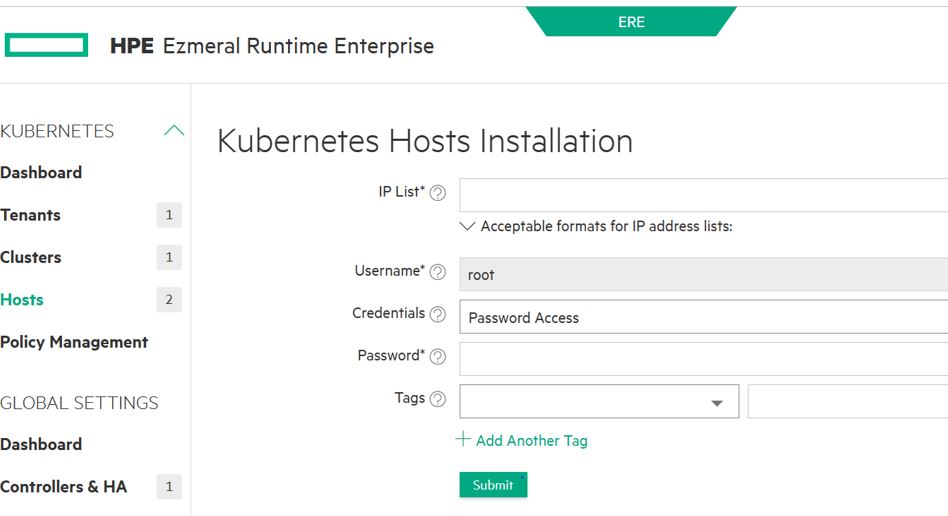 ERE
HPE Ezmeral Runtime Enterprise
KUBERNETES
Dashboard
Tenants 1
Clusters 1
Hosts 2
Policy Management
GLOBAL SETTINGS
Dashboard
Controllers & HA 1
Kubernetes Hosts Installation
IP List* ?
Acceptable formats for IP address lists:
Username* ? root
Credentials ? Password Access
Password* ?
Tags ?
+ Add Another Tag
Submit